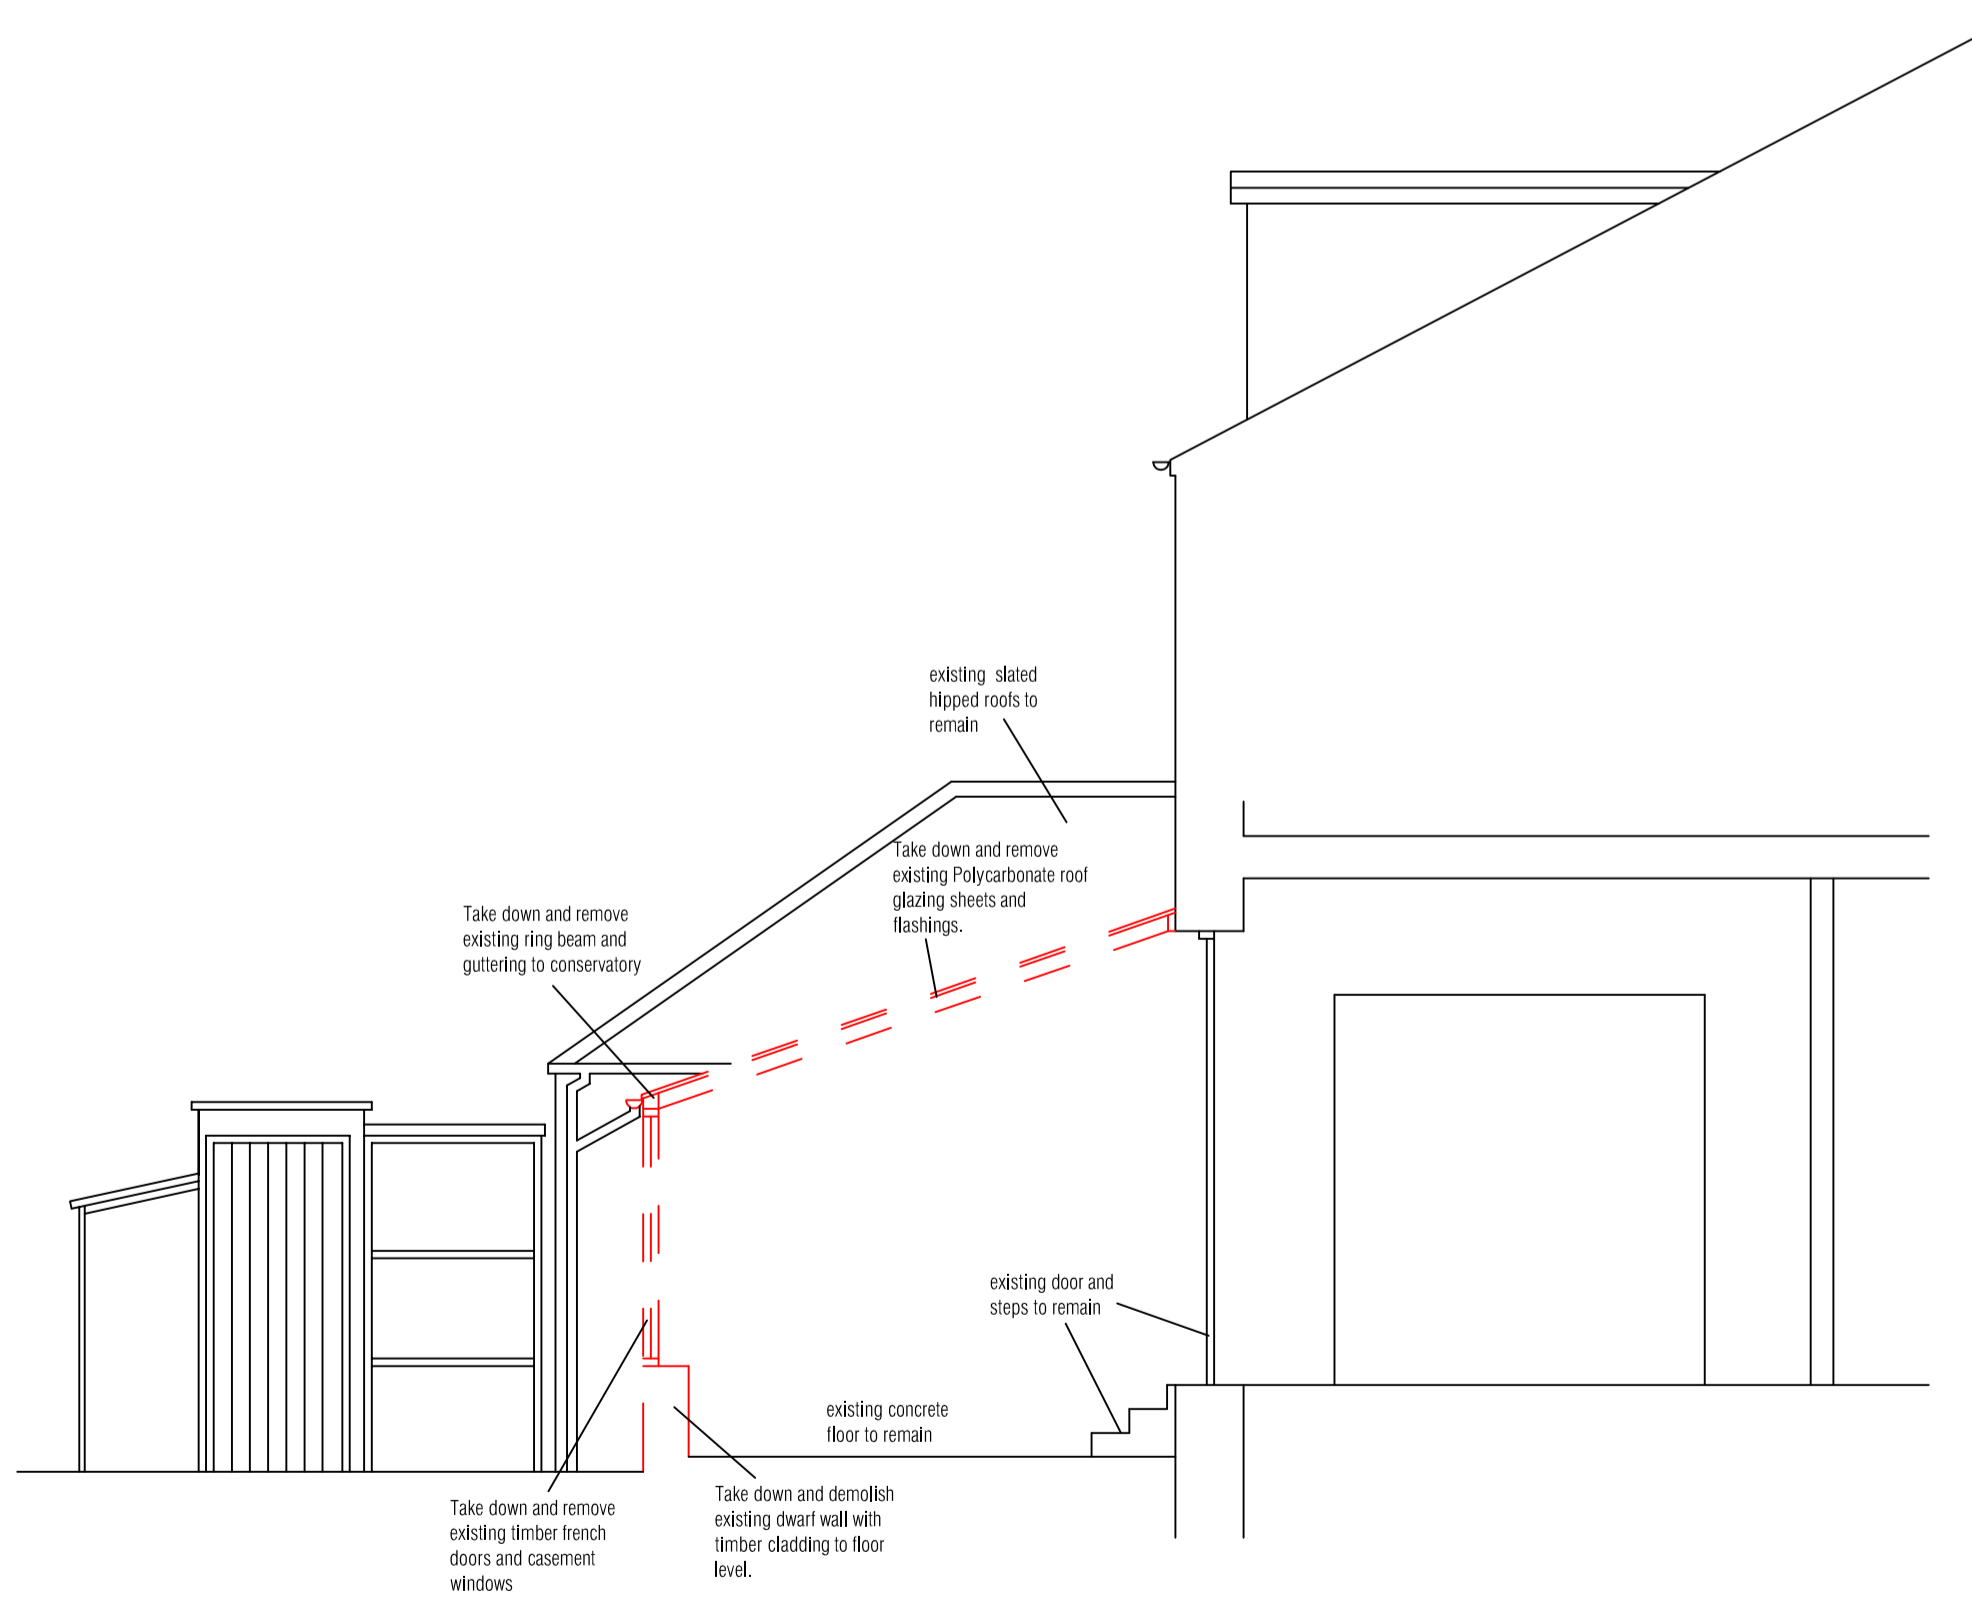 existing slated
hipped roofs to
remain
Take down and remove
existing Polycarbonate roof
glazing sheets and
flashings.
Take down and remove
existing ring beam and
guttering to conservatory
existing door and
steps to remain
existing concrete
floor to remain
Take down and remove
existing timber french
doors and casement
windows
Take down and demolish
existing dwarf wall with
timber cladding to floor
level.